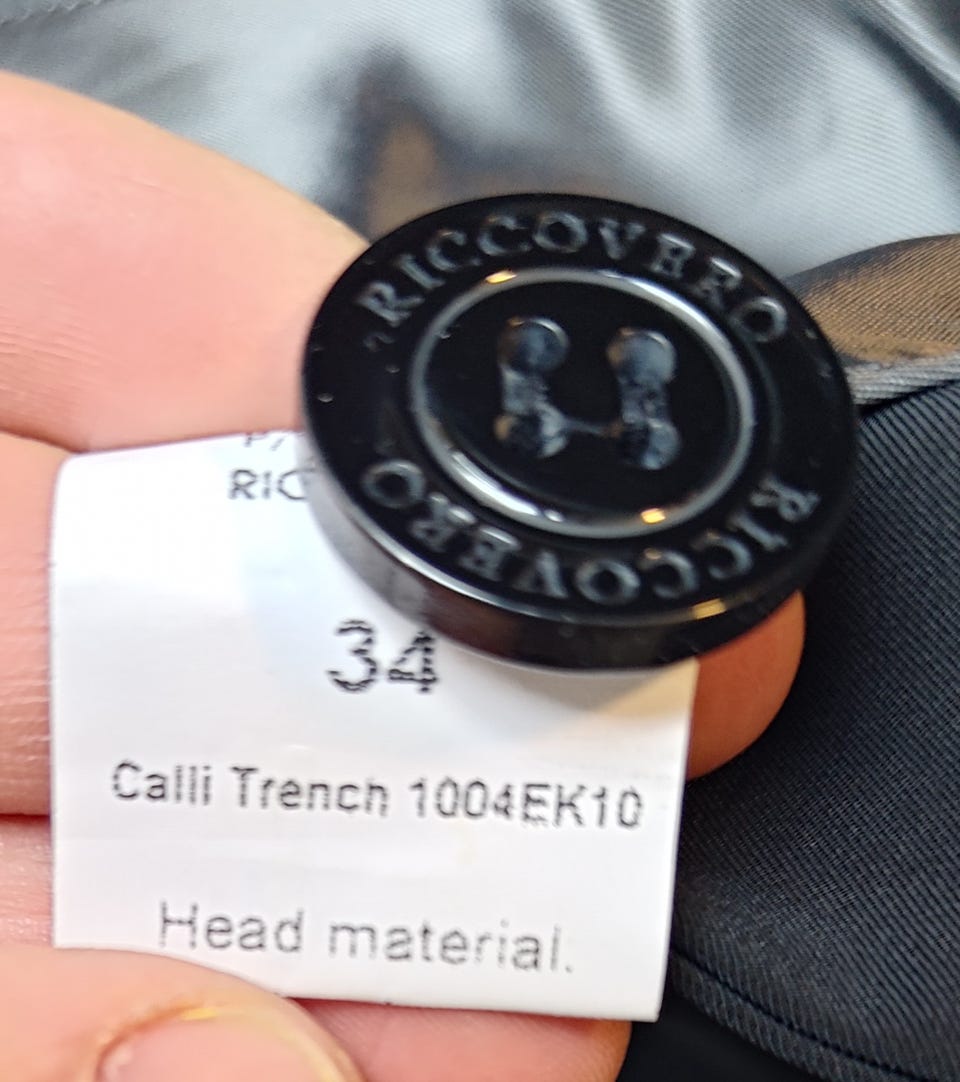 RICCOVERO
RICCOVERO
34
Calli Trench 1004EK10
Head material.